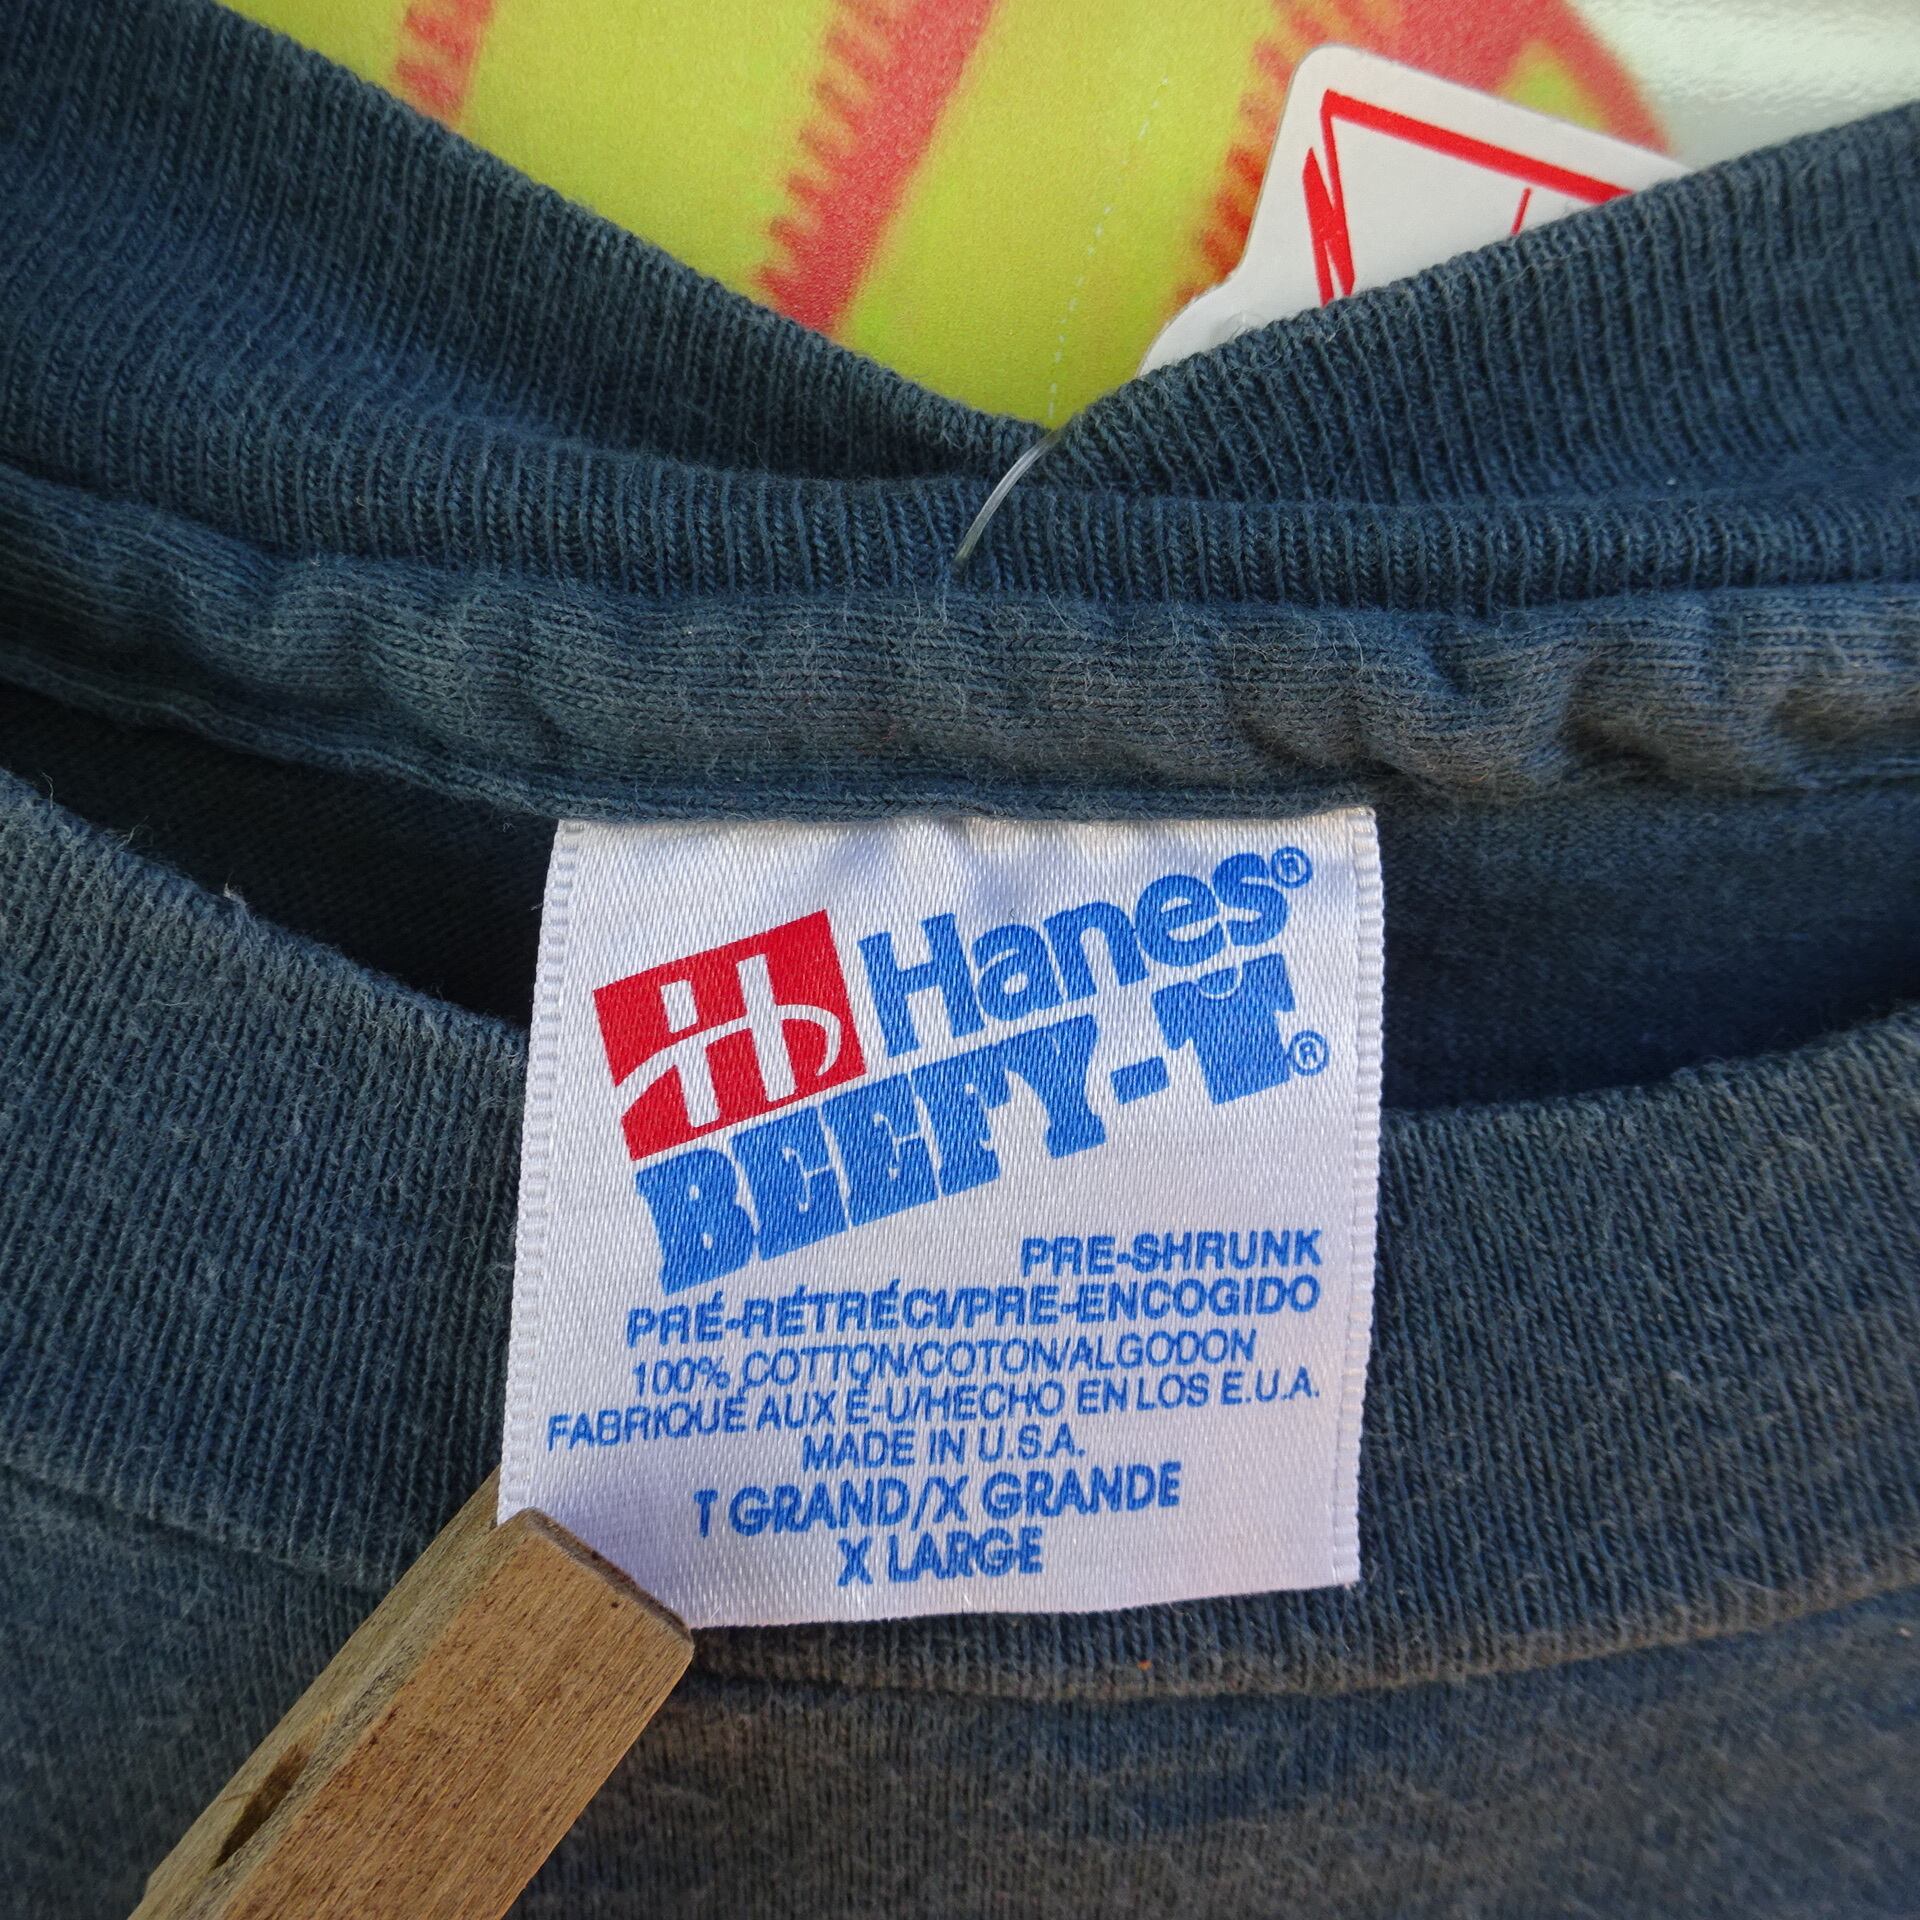 Hanes®
BEEFY-T®
PRE-SHRUNK
PRÉ-RÉTRÉCI/PRE-ENCOGIDO
100% COTTON/COTON/ALGODON
FABRIQUÉ AUX É-U/HECHO EN LOS E.U.A.
MADE IN U.S.A.
T GRAND/X GRANDE
X LARGE